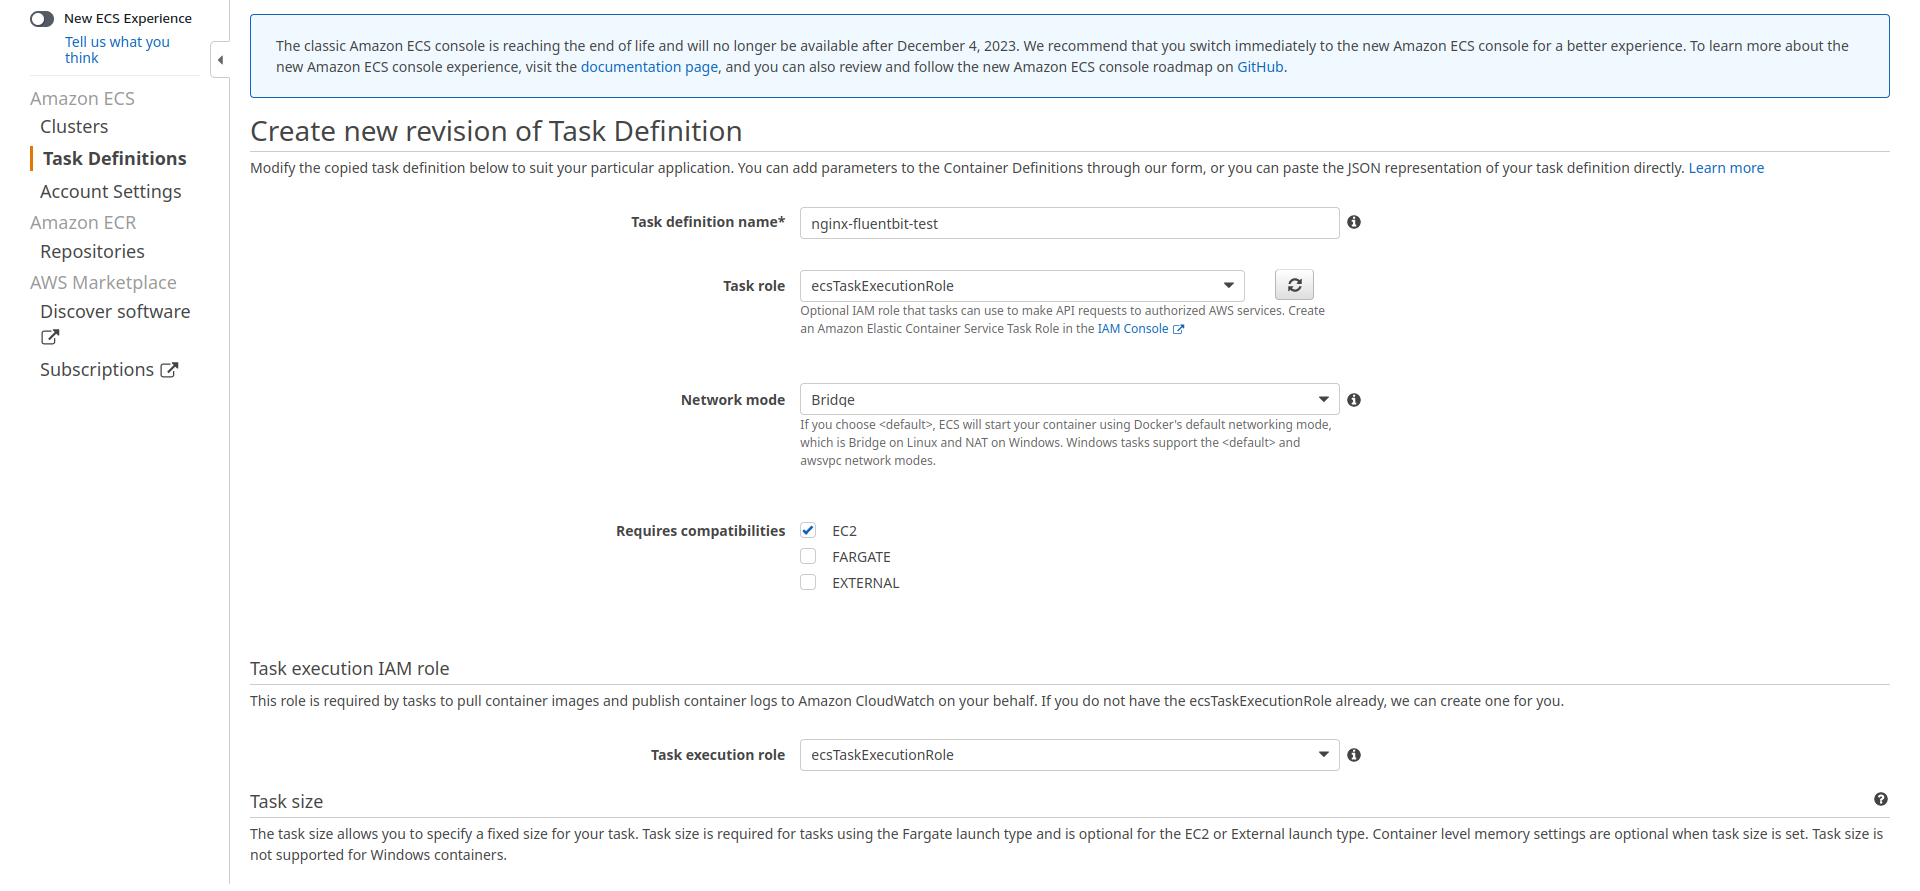 New ECS Experience
Tell us what you
think
Amazon ECS
Clusters
Task Definitions
Account Settings
Amazon ECR
Repositories
AWS Marketplace
Discover software
Subscriptions
The classic Amazon ECS console is reaching the end of life and will no longer be available after December 4, 2023. We recommend that you switch immediately to the new Amazon ECS console for a better experience. To learn more about the
new Amazon ECS console experience, visit the documentation page, and you can also review and follow the new Amazon ECS console roadmap on GitHub.
Create new revision of Task Definition
Modify the copied task definition below to suit your particular application. You can add parameters to the Container Definitions through our form, or you can paste the JSON representation of your task definition directly. Learn more
Task definition name* nginx-fluentbit-test
Task role ecsTaskExecutionRole
Optional IAM role that tasks can use to make API requests to authorized AWS services. Create
an Amazon Elastic Container Service Task Role in the IAM Console
Network mode Bridge
If you choose <default>, ECS will start your container using Docker's default networking mode,
which is Bridge on Linux and NAT on Windows. Windows tasks support the <default> and
awsvpc network modes.
Requires compatibilities EC2
FARGATE
EXTERNAL
Task execution IAM role
This role is required by tasks to pull container images and publish container logs to Amazon CloudWatch on your behalf. If you do not have the ecsTaskExecutionRole already, we can create one for you.
Task execution role ecsTaskExecutionRole
Task size
The task size allows you to specify a fixed size for your task. Task size is required for tasks using the Fargate launch type and is optional for the EC2 or External launch type. Container level memory settings are optional when task size is set. Task size is
not supported for Windows containers.